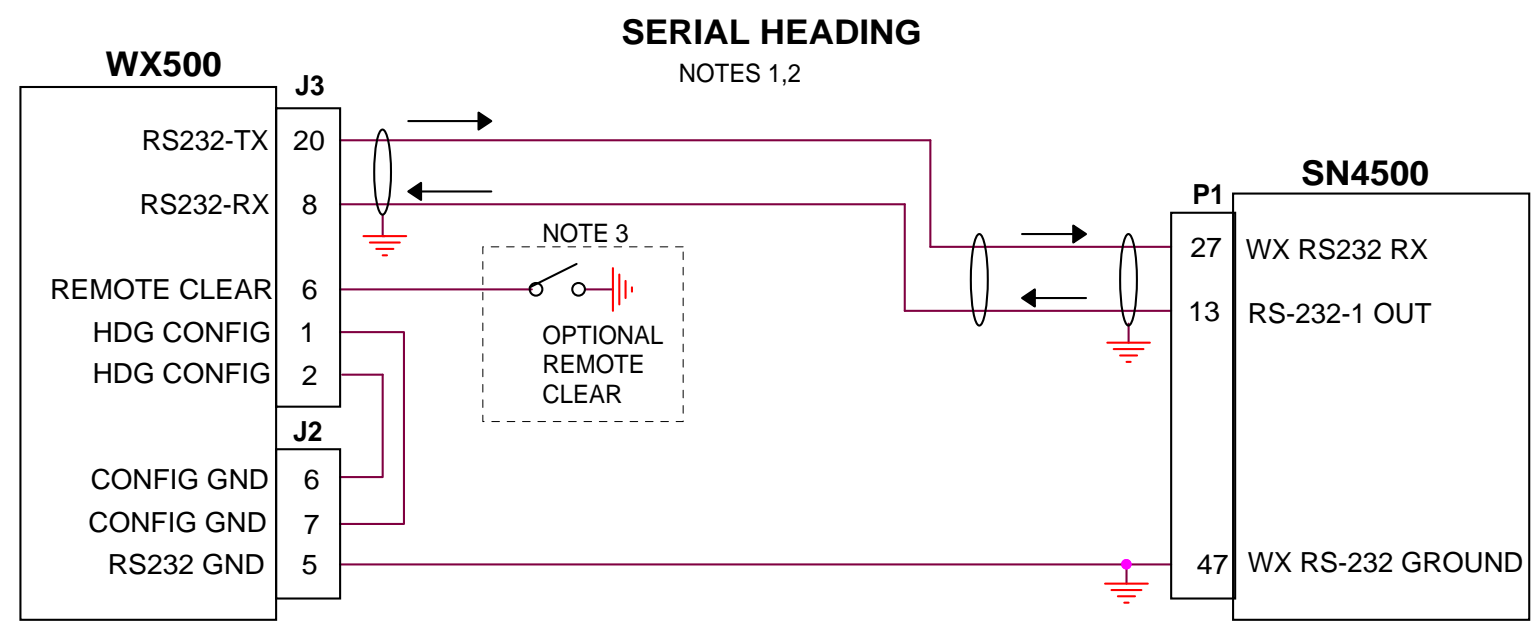 SERIAL HEADING
NOTES 1,2
WX500
J3
RS232-TX 20
RS232-RX 8
REMOTE CLEAR 6
HDG CONFIG 1
HDG CONFIG 2
J2
CONFIG GND 6
CONFIG GND 7
RS232 GND 5
NOTE 3
OPTIONAL
REMOTE
CLEAR
SN4500
P1
27 WX RS232 RX
13 RS-232-1 OUT
47 WX RS-232 GROUND